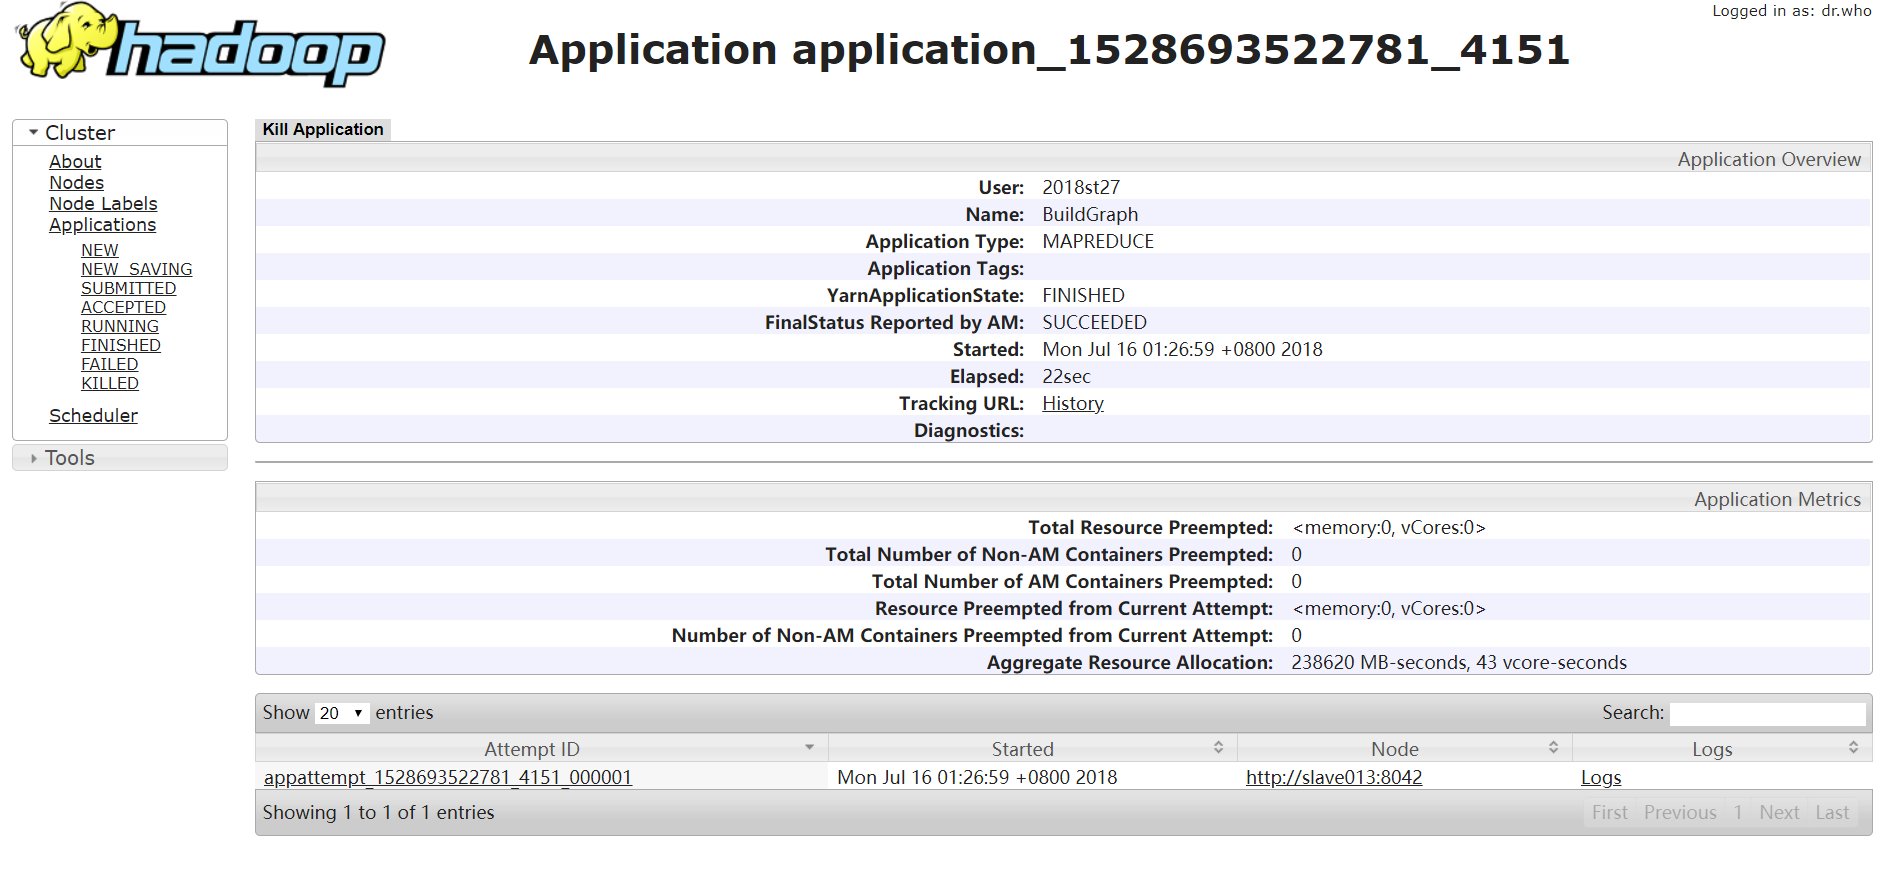 Logged in as: dr.who
hadoop
Application application_1528693522781_4151
Cluster
About
Nodes
Node Labels
Applications
NEW
NEW_SAVING
SUBMITTED
ACCEPTED
RUNNING
FINISHED
FAILED
KILLED
Scheduler
Tools
Kill Application
Application Overview
User: 2018st27
Name: BuildGraph
Application Type: MAPREDUCE
Application Tags:
YarnApplicationState: FINISHED
FinalStatus Reported by AM: SUCCEEDED
Started: Mon Jul 16 01:26:59 +0800 2018
Elapsed: 22sec
Tracking URL: History
Diagnostics:
Application Metrics
Total Resource Preempted: <memory:0, vCores:0>
Total Number of Non-AM Containers Preempted: 0
Total Number of AM Containers Preempted: 0
Resource Preempted from Current Attempt: <memory:0, vCores:0>
Number of Non-AM Containers Preempted from Current Attempt: 0
Aggregate Resource Allocation: 238620 MB-seconds, 43 vcore-seconds
Show 20 entries Search:
Attempt ID Started Node Logs
appattempt_1528693522781_4151_000001 Mon Jul 16 01:26:59 +0800 2018 http://slave013:8042 Logs
Showing 1 to 1 of 1 entries First Previous 1 Next Last